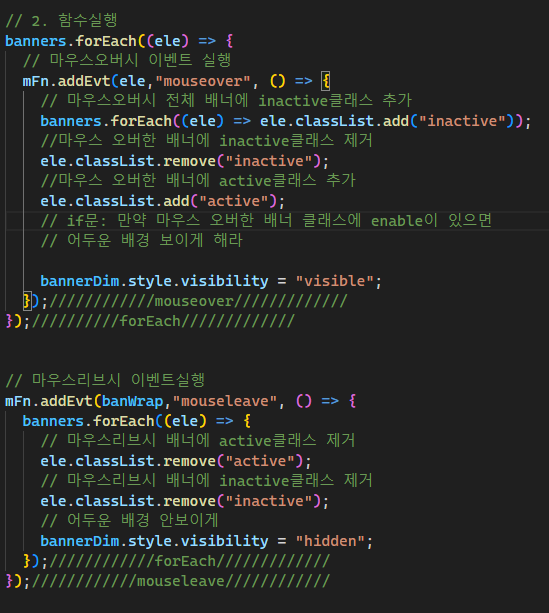 // 2. 함수실행
banners.forEach((ele) => {
// 마우스오버시 이벤트 실행
mFn.addEvt(ele,"mouseover", () => {
// 마우스오버시 전체 배너에 inactive클래스 추가
banners.forEach((ele) => ele.classList.add("inactive"));
//마우스 오버한 배너에 inactive클래스 제거
ele.classList.remove("inactive");
//마우스 오버한 배너에 active클래스 추가
ele.classList.add("active");
// if문: 만약 마우스 오버한 배너 클래스에 enable이 있으면
// 어두운 배경 보이게 해라
bannerDim.style.visibility = "visible";
});////////////mouseover/////////////
});//////////forEach/////////////
// 마우스리브시 이벤트실행
mFn.addEvt(banWrap,"mouseleave", () => {
banners.forEach((ele) => {
// 마우스리브시 배너에 active클래스 제거
ele.classList.remove("active");
// 마우스리브시 배너에 inactive클래스 제거
ele.classList.remove("inactive");
// 어두운 배경 안보이게
bannerDim.style.visibility = "hidden";
});////////////forEach/////////////
});////////////mouseleave////////////